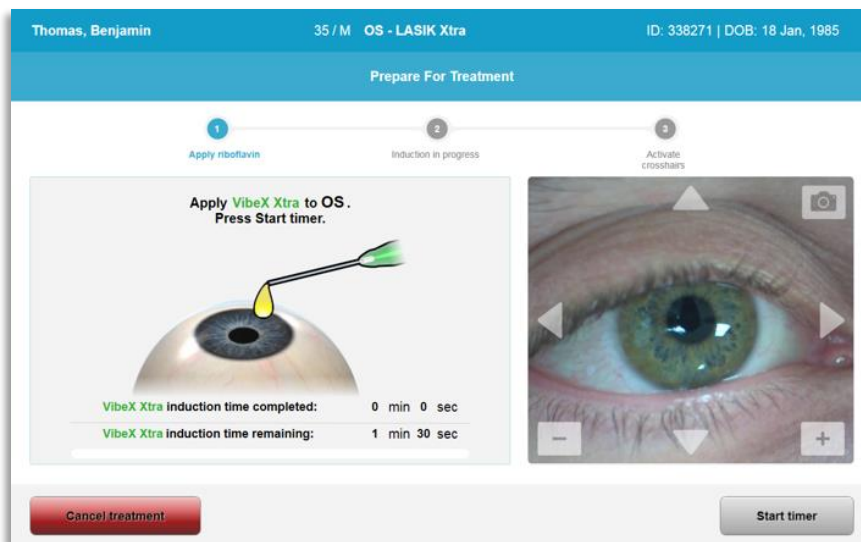 Thomas, Benjamin 35 / M OS - LASIK Xtra ID: 338271 | DOB: 18 Jan, 1985
Prepare For Treatment
1 2 3
Apply riboflavin Induction in progress Activate
crosshairs
Apply VibeX Xtra to OS.
Press Start timer.
VibeX Xtra induction time completed: 0 min 0 sec
VibeX Xtra induction time remaining: 1 min 30 sec
Cancel treatment Start timer